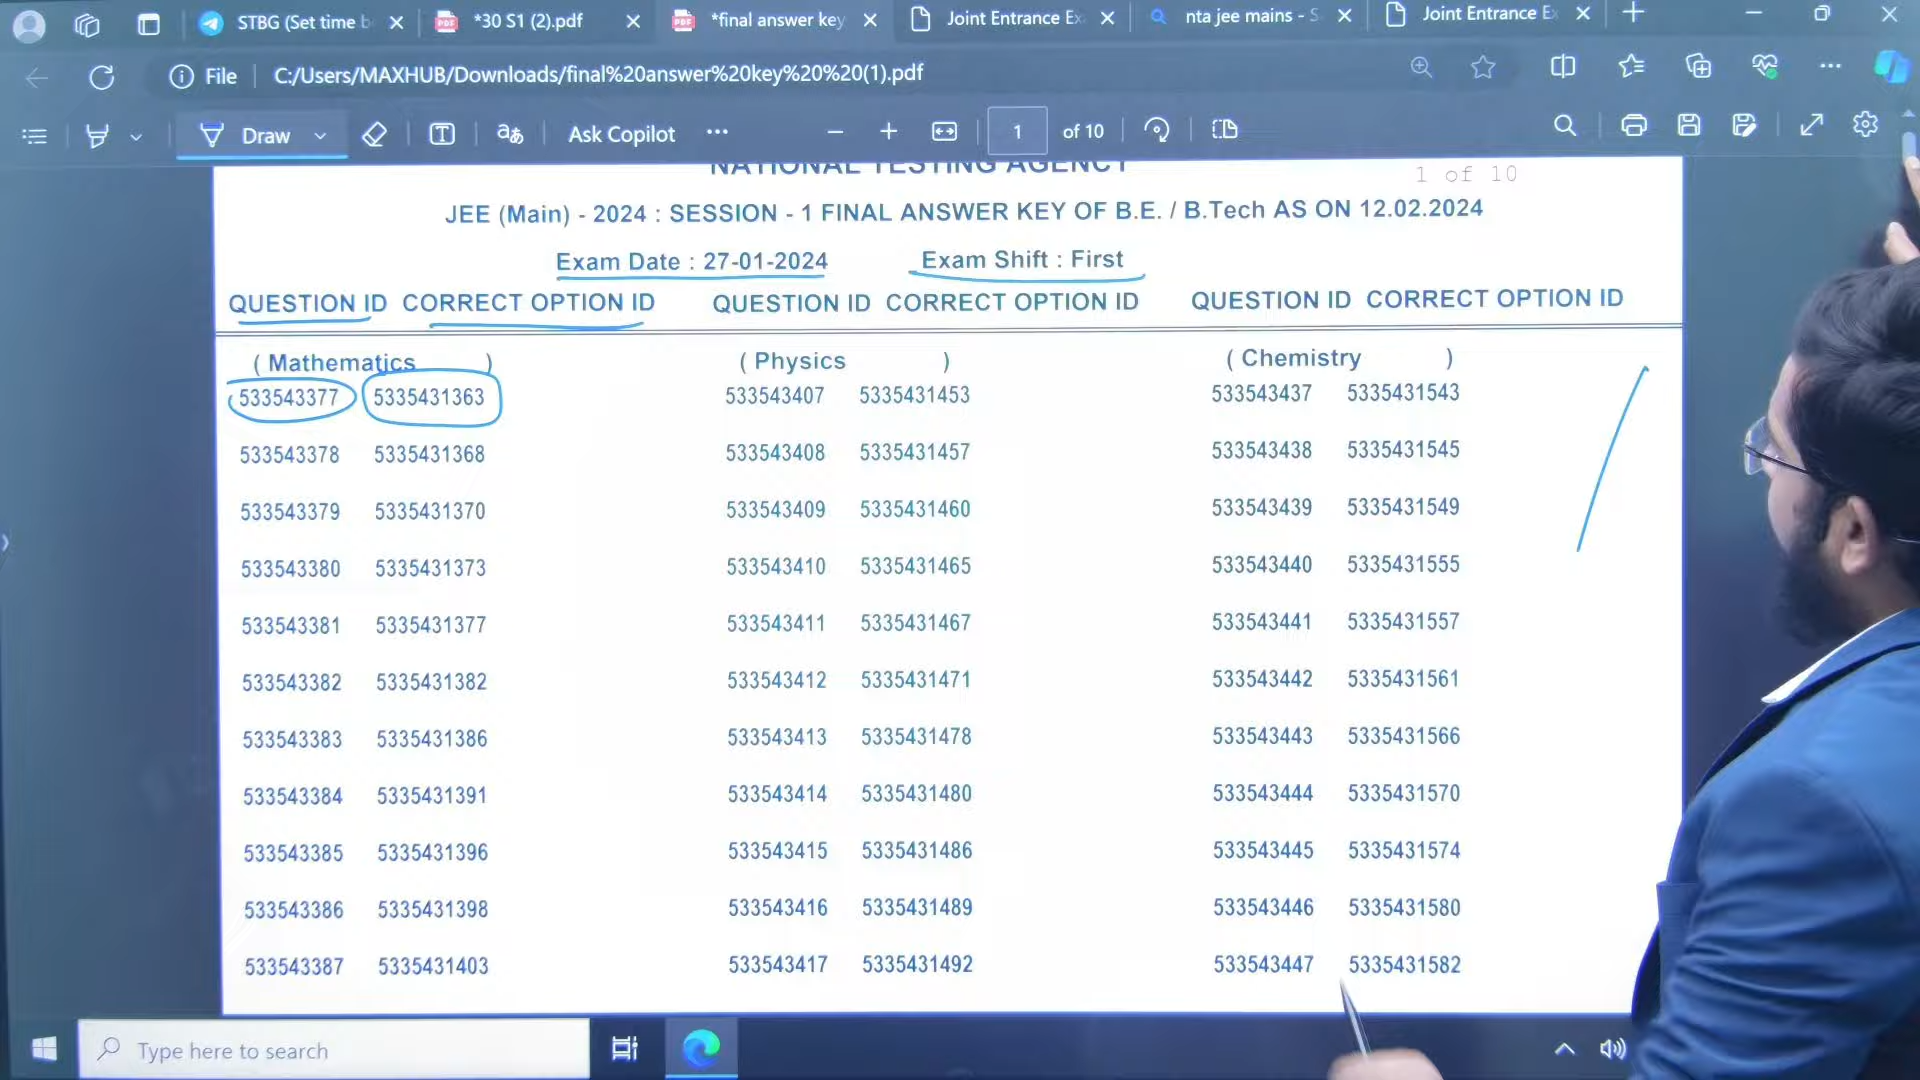 STBG (Set time b
*30 S1 (2).pdf
*final answer key
Joint Entrance Ex
nta jee mains - S
Joint Entrance Ex
File C:/Users/MAXHUB/Downloads/final%20answer%20key%20%20(1).pdf
Draw Ask Copilot 1 of 10
NATIONAL TESTING AGENCY
1 of 10
JEE (Main) - 2024 : SESSION - 1 FINAL ANSWER KEY OF B.E. / B.Tech AS ON 12.02.2024
Exam Date : 27-01-2024 Exam Shift : First
QUESTION ID CORRECT OPTION ID QUESTION ID CORRECT OPTION ID QUESTION ID CORRECT OPTION ID
( Mathematics ) ( Physics ) ( Chemistry )
533543377 5335431363 533543407 5335431453 533543437 5335431543
533543378 5335431368 533543408 5335431457 533543438 5335431545
533543379 5335431370 533543409 5335431460 533543439 5335431549
533543380 5335431373 533543410 5335431465 533543440 5335431555
533543381 5335431377 533543411 5335431467 533543441 5335431557
533543382 5335431382 533543412 5335431471 533543442 5335431561
533543383 5335431386 533543413 5335431478 533543443 5335431566
533543384 5335431391 533543414 5335431480 533543444 5335431570
533543385 5335431396 533543415 5335431486 533543445 5335431574
533543386 5335431398 533543416 5335431489 533543446 5335431580
533543387 5335431403 533543417 5335431492 533543447 5335431582
Type here to search